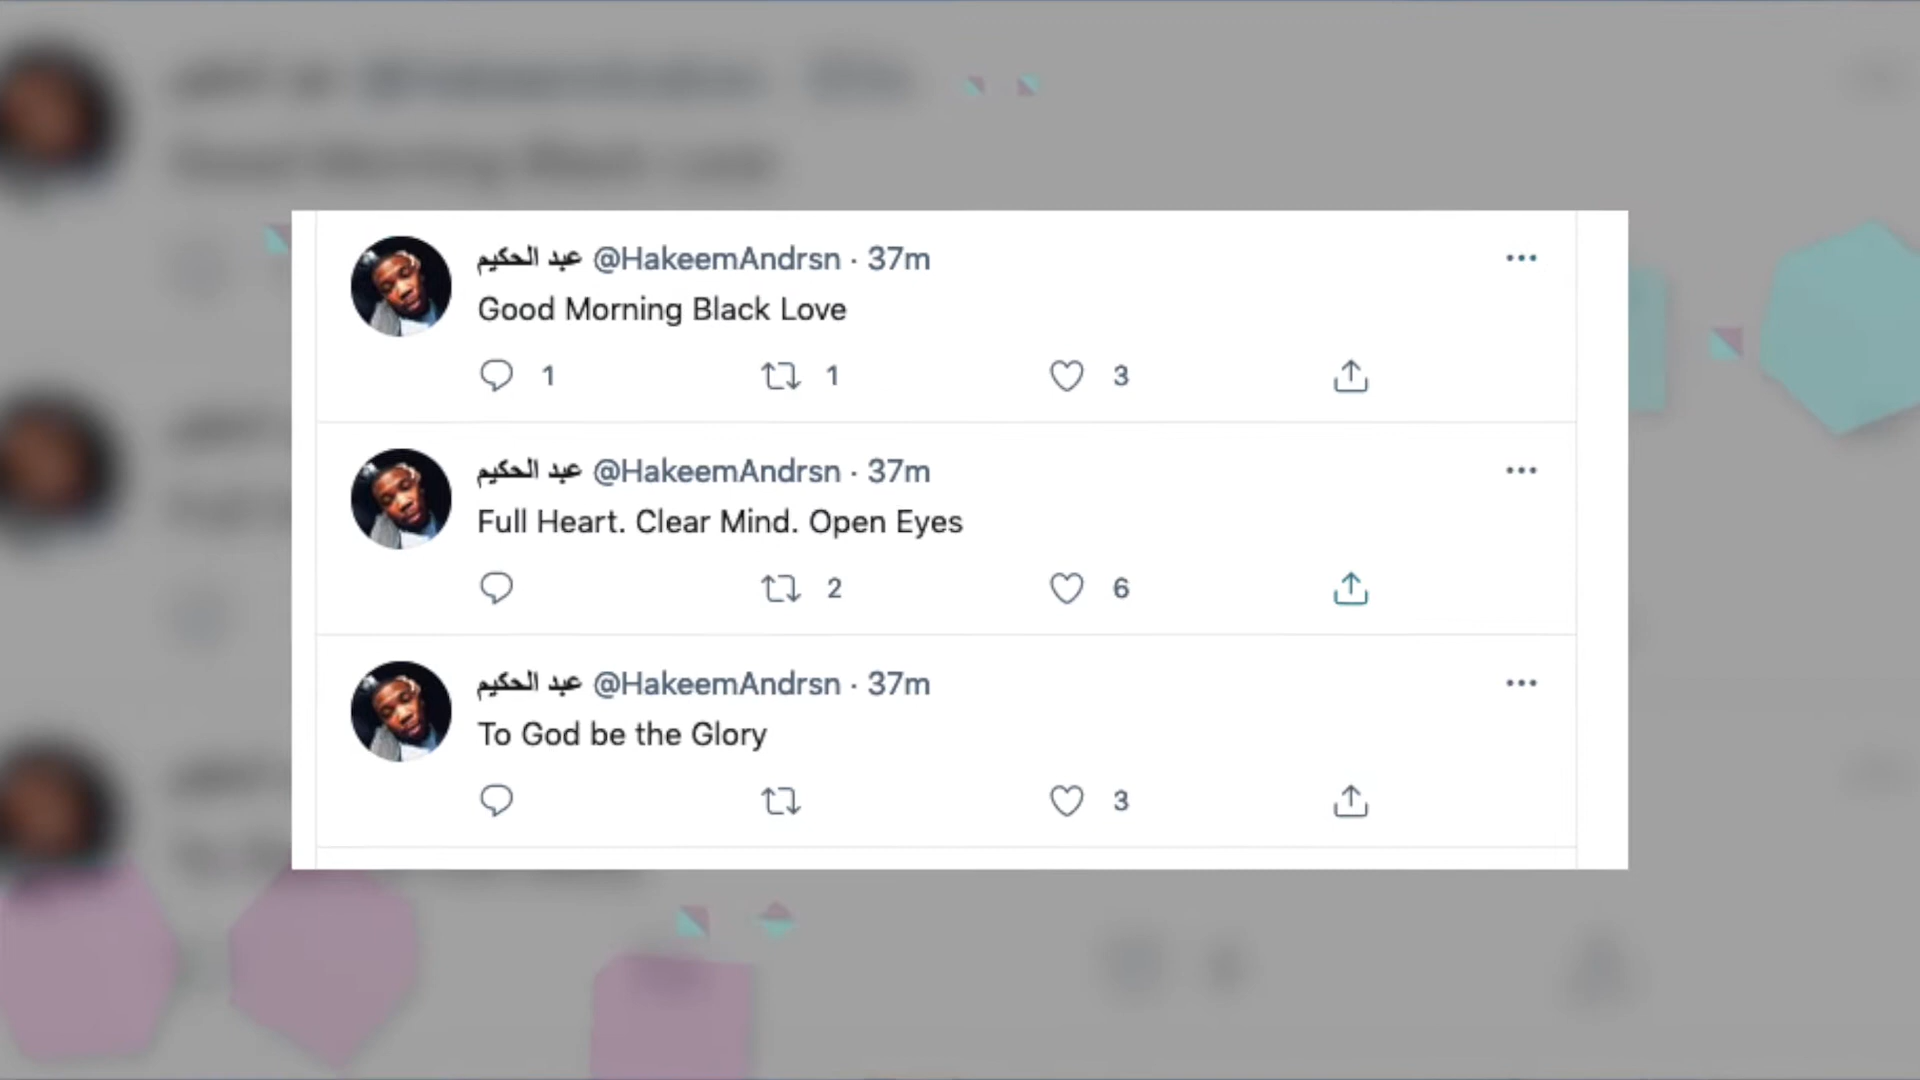 عبد الحكيم @HakeemAndrsn · 37m
Good Morning Black Love
1 1 3
عبد الحكيم @HakeemAndrsn · 37m
Full Heart. Clear Mind. Open Eyes
2 6
عبد الحكيم @HakeemAndrsn · 37m
To God be the Glory
3